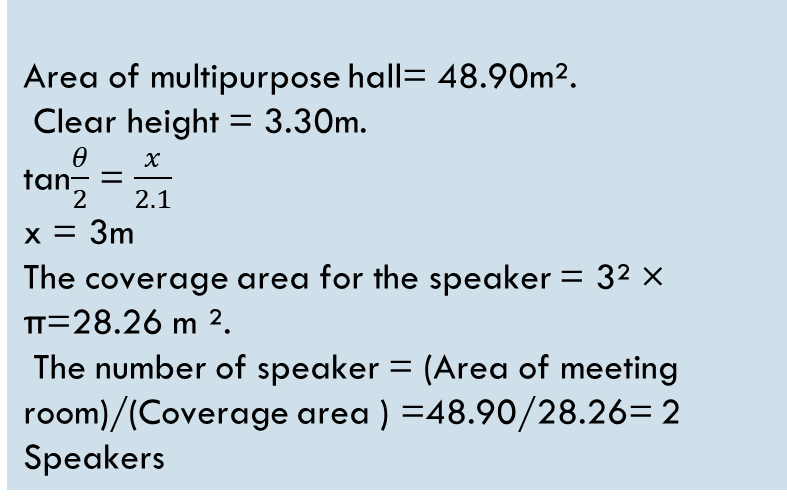 Area of multipurpose hall= 48.90m².
Clear height = 3.30m.
tan θ/2 = x/2.1
x = 3m
The coverage area for the speaker = 3² ×
π=28.26 m ².
The number of speaker = (Area of meeting
room)/(Coverage area ) =48.90/28.26= 2
Speakers